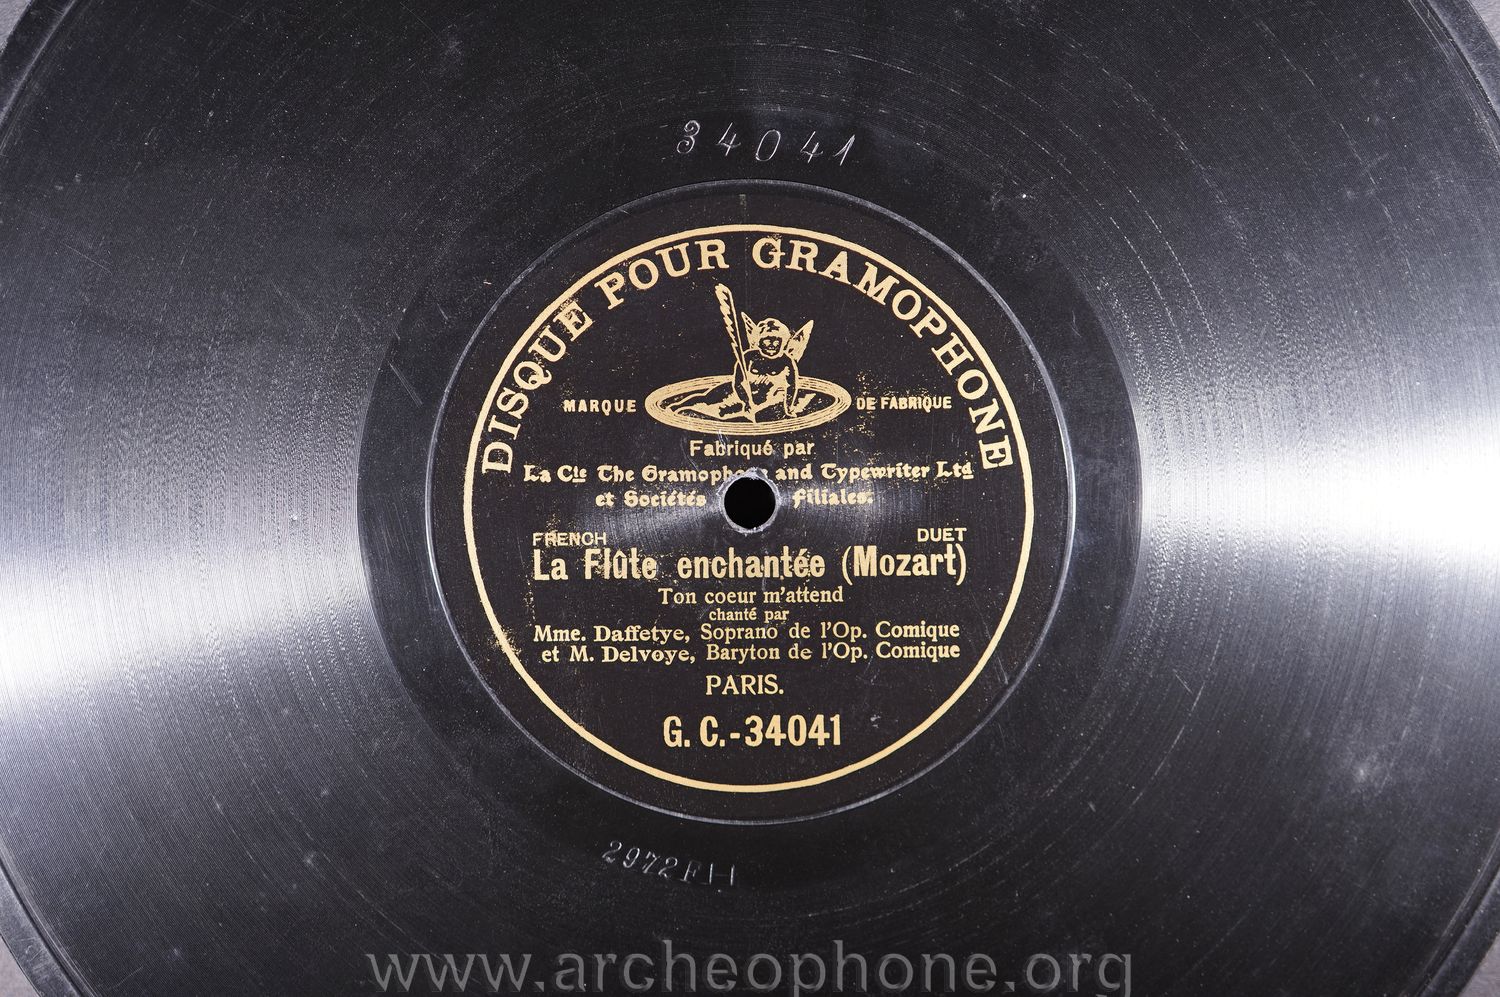 34041
DISQUE POUR GRAMOPHONE
MARQUE DE FABRIQUE
Fabriqué par
La Cie The Gramophone and Typewriter Ltd
et Sociétés filiales.
FRENCH DUET
La Flûte enchantée (Mozart)
Ton coeur m'attend
chanté par
Mme. Daffetye, Soprano de l'Op. Comique
et M. Delvoye, Baryton de l'Op. Comique
PARIS.
G. C.-34041
www.archeophone.org